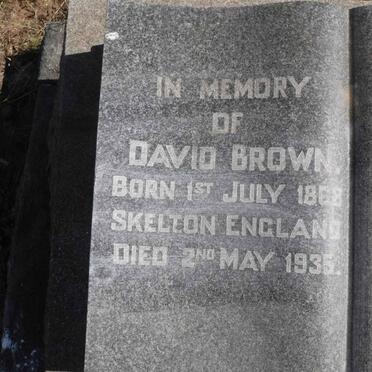 IN MEMORY
OF
DAVID BROWN.
BORN 1ST JULY 1868
SKELTON ENGLAND
DIED 2ND MAY 1935.